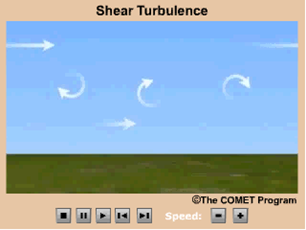 Shear Turbulence
©The COMET Program
Speed: